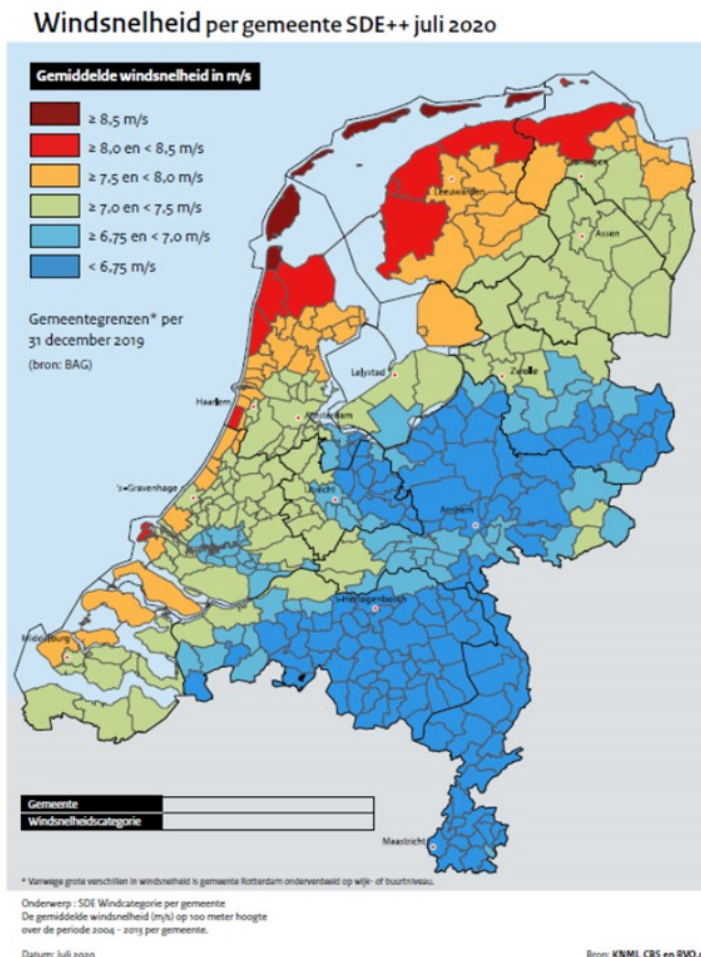 Windsnelheid per gemeente SDE++ juli 2020
Gemiddelde windsnelheid in m/s
≥ 8,5 m/s
≥ 8,0 en < 8,5 m/s
≥ 7,5 en < 8,0 m/s
≥ 7,0 en < 7,5 m/s
≥ 6,75 en < 7,0 m/s
< 6,75 m/s
Gemeentegrenzen* per
31 december 2019
(bron: BAG)
Groningen
Leeuwarden
Assen
Lelystad
Zwolle
Haarlem
Amsterdam
's-Gravenhage
Utrecht
Arnhem
's-Hertogenbosch
Middelburg
Maastricht
Gemeente
Windsnelheidscategorie
* Vanwege grote verschillen in windsnelheid is gemeente Rotterdam onderverdeeld op wijk- of buurtniveau.
Onderwerp : SDE Windcategorie per gemeente
De gemiddelde windsnelheid (m/s) op 100 meter hoogte
over de periode 2004 - 2013 per gemeente.
Datum: Juli 2020
Bron: KNMI, CBS en RVO.